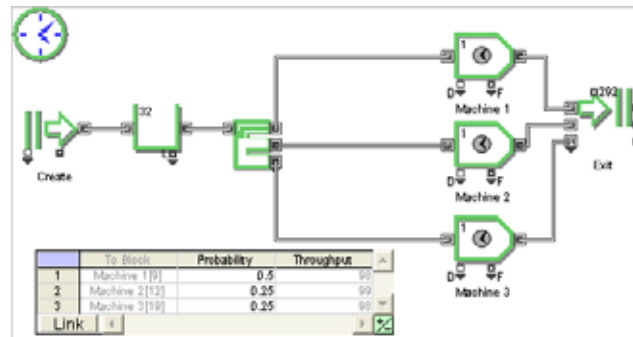 32
1
Create
1
D F
Machine 1
1
D F
Machine 2
1
D F
Machine 3
292
Exit
To Block Probability Throughput
1 Machine 1[9] 0.5 98
2 Machine 2[12] 0.25 99
3 Machine 3[19] 0.25 98
Link